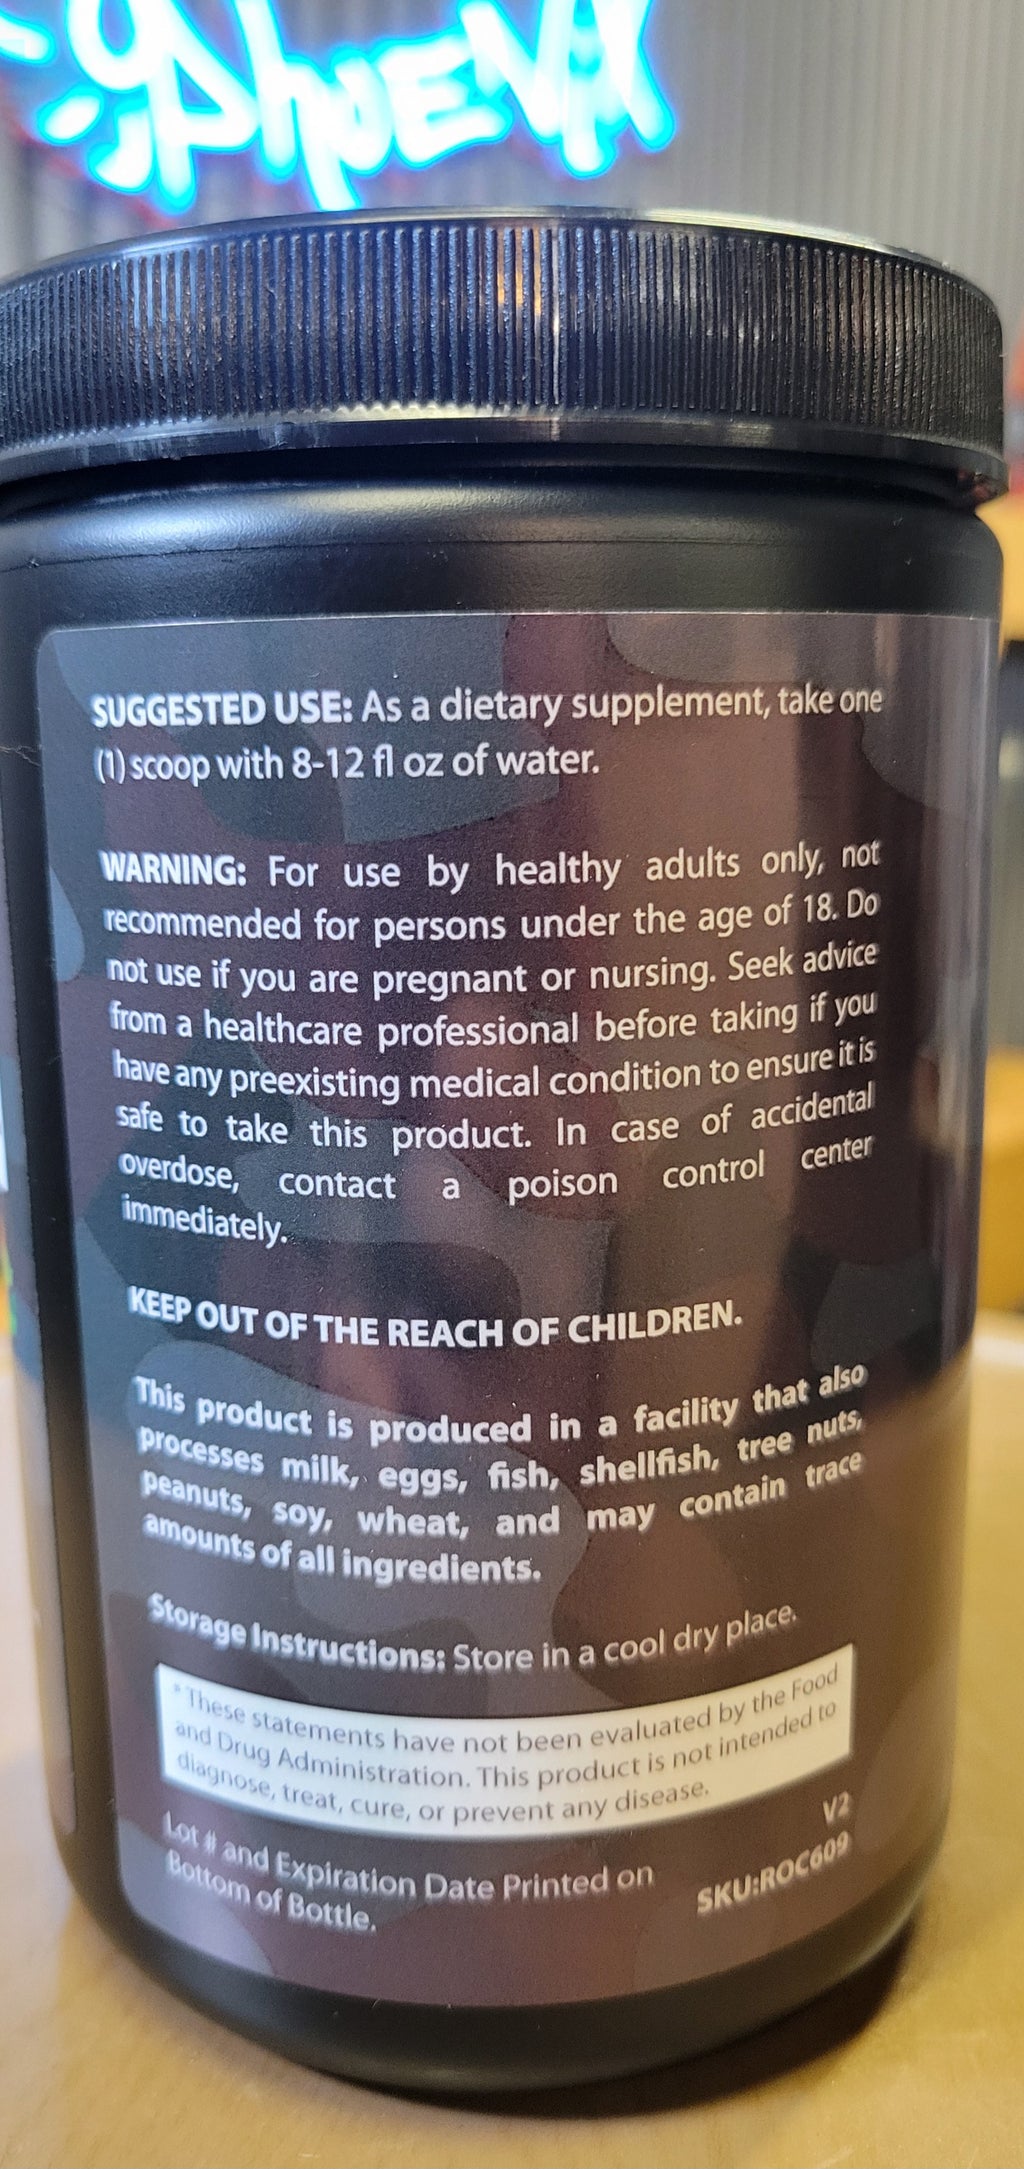 SUGGESTED USE: As a dietary supplement, take one
(1) scoop with 8-12 fl oz of water.
WARNING: For use by healthy adults only, not
recommended for persons under the age of 18. Do
not use if you are pregnant or nursing. Seek advice
from a healthcare professional before taking if you
have any preexisting medical condition to ensure it is
safe to take this product. In case of accidental
overdose, contact a poison control center
immediately.
KEEP OUT OF THE REACH OF CHILDREN.
This product is produced in a facility that also
processes milk, eggs, fish, shellfish, tree nuts,
peanuts, soy, wheat, and may contain trace
amounts of all ingredients.
Storage Instructions: Store in a cool dry place.
* These statements have not been evaluated by the Food
and Drug Administration. This product is not intended to
diagnose, treat, cure, or prevent any disease.
Lot # and Expiration Date Printed on
Bottom of Bottle.
V2
SKU:ROC609